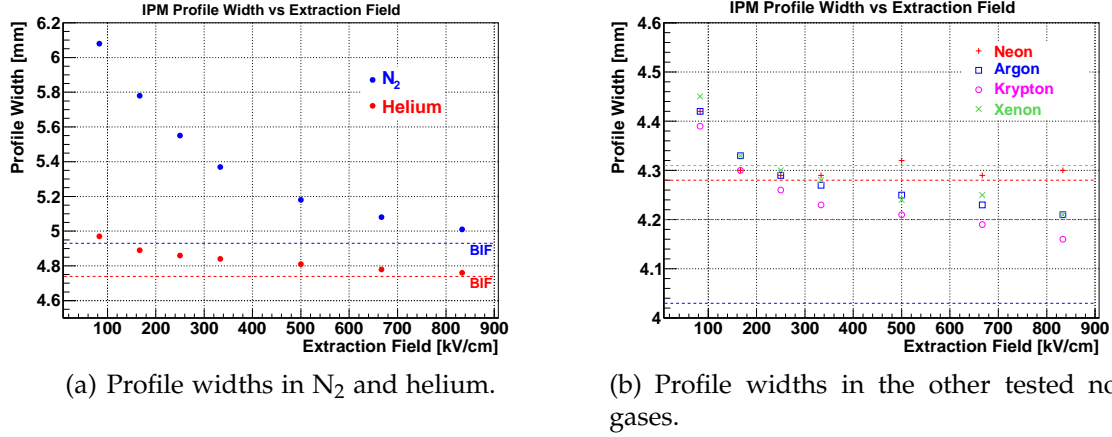 IPM Profile Width vs Extraction Field
Profile Width [mm]
6.2
6
5.8
5.6
5.4
5.2
5
4.8
4.6
N2
Helium
BIF
BIF
100 200 300 400 500 600 700 800 900
Extraction Field [kV/cm]
(a) Profile widths in N2 and helium.
IPM Profile Width vs Extraction Field
Profile Width [mm]
4.6
4.5
4.4
4.3
4.2
4.1
4
Neon
Argon
Krypton
Xenon
100 200 300 400 500 600 700 800 900
Extraction Field [kV/cm]
(b) Profile widths in the other tested no
gases.